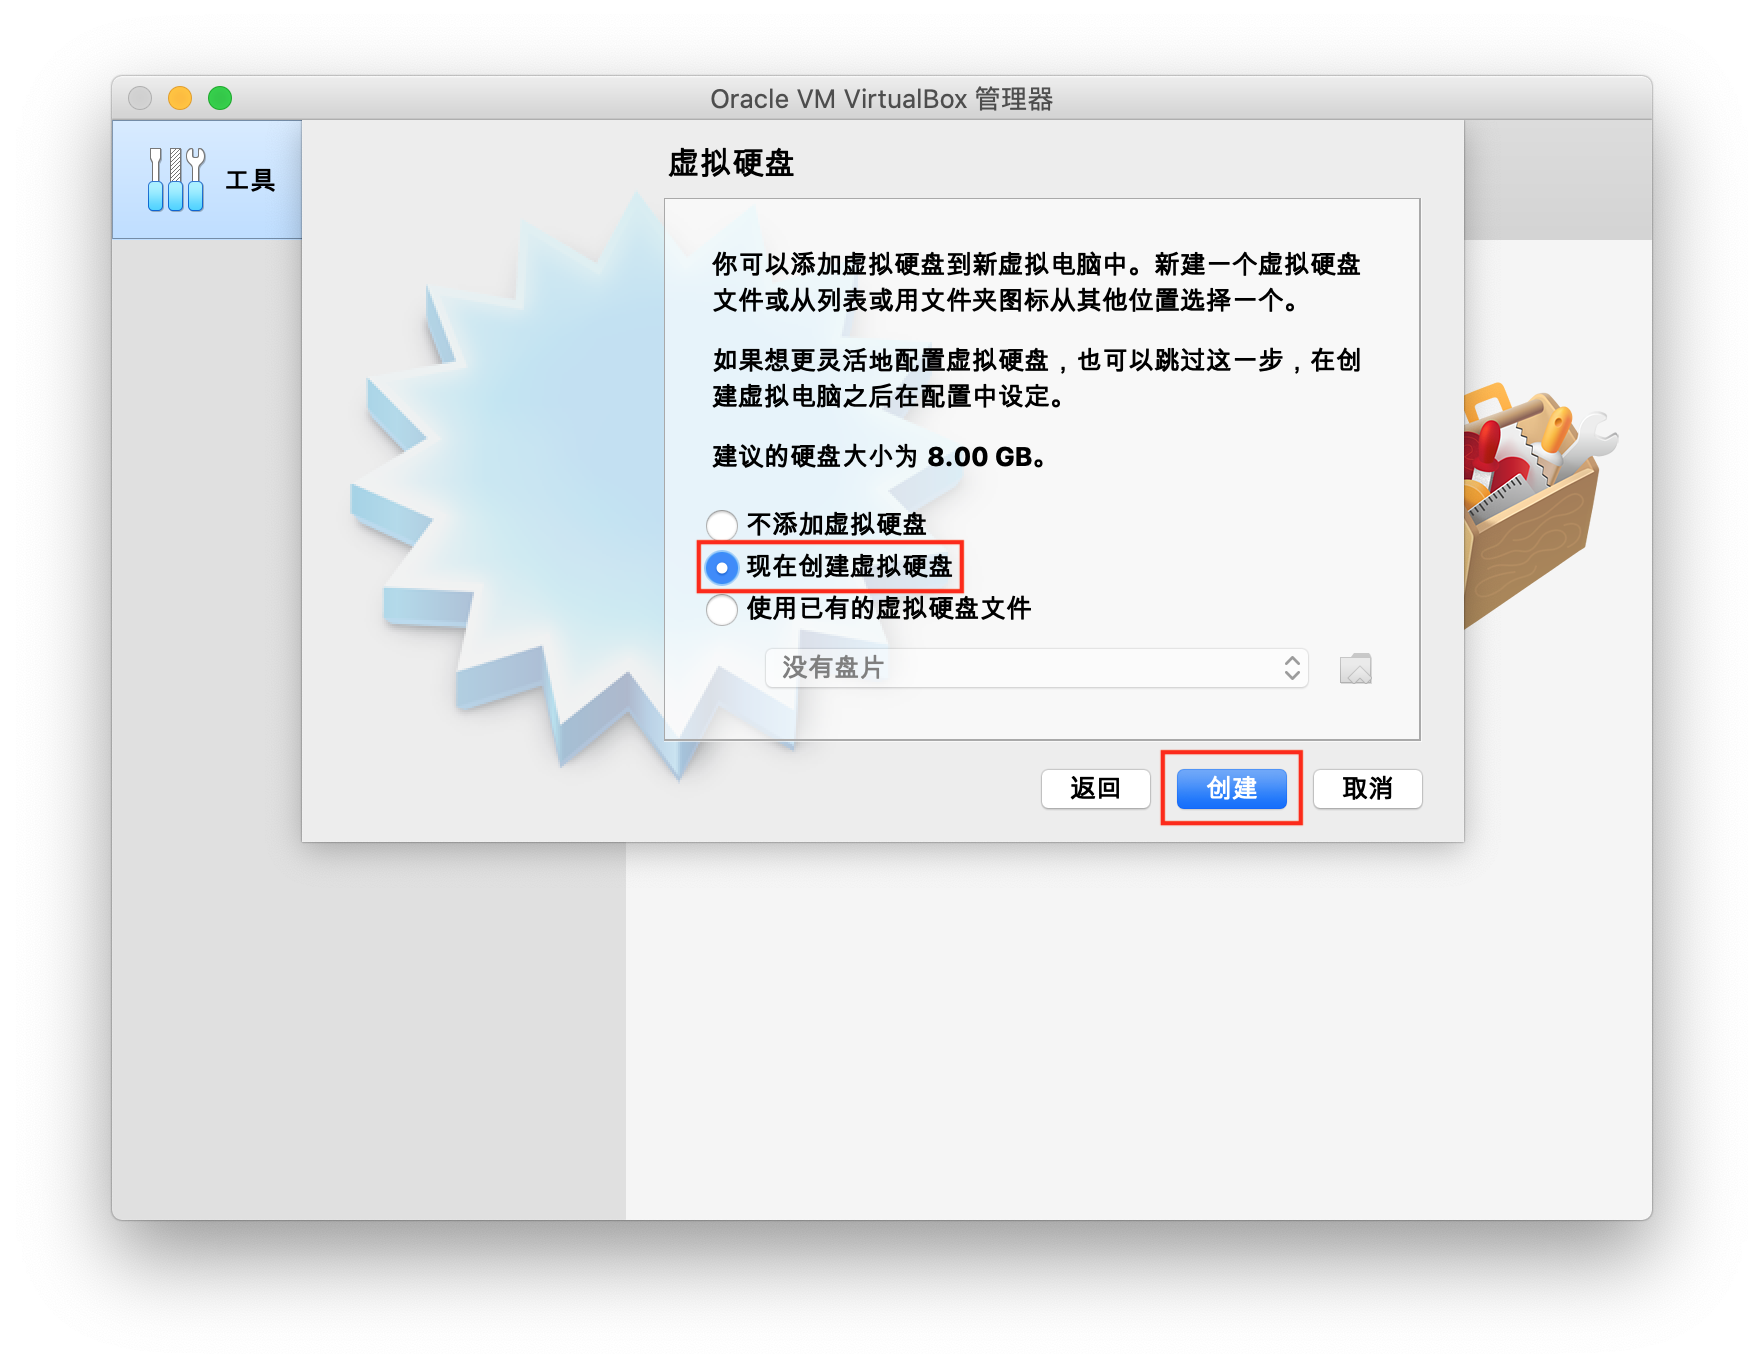 Oracle VM VirtualBox 管理器
工具
虚拟硬盘
你可以添加虚拟硬盘到新虚拟电脑中。新建一个虚拟硬盘
文件或从列表或用文件夹图标从其他位置选择一个。
如果想更灵活地配置虚拟硬盘，也可以跳过这一步，在创
建虚拟电脑之后在配置中设定。
建议的硬盘大小为 8.00 GB。
不添加虚拟硬盘
现在创建虚拟硬盘
使用已有的虚拟硬盘文件
没有盘片
返回
创建
取消